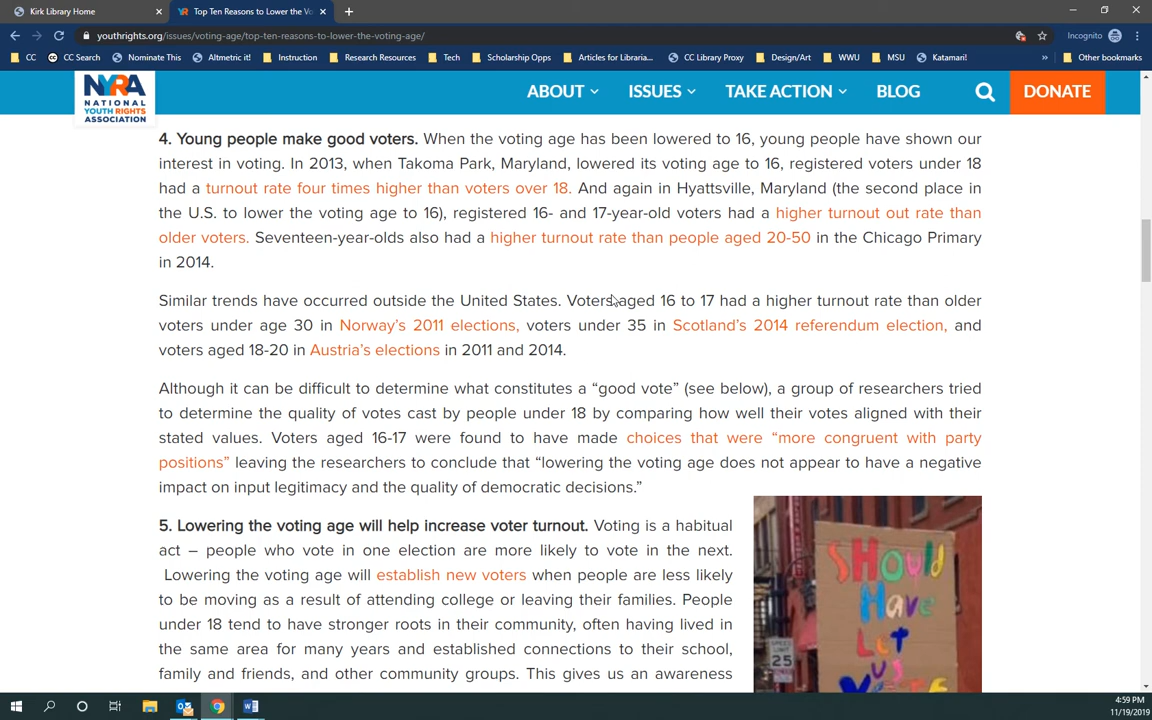 Kirk Library Home
Top Ten Reasons to Lower the Vo
youthrights.org/issues/voting-age/top-ten-reasons-to-lower-the-voting-age/
Incognito
CC
CC Search
Nominate This
Altmetric it!
Instruction
Research Resources
Tech
Scholarship Opps
Articles for Libraria...
CC Library Proxy
Design/Art
WWU
MSU
Katamari!
»
Other bookmarks
NYRA
NATIONAL
YOUTH RIGHTS
ASSOCIATION
ABOUT
ISSUES
TAKE ACTION
BLOG
DONATE
4. Young people make good voters. When the voting age has been lowered to 16, young people have shown our
interest in voting. In 2013, when Takoma Park, Maryland, lowered its voting age to 16, registered voters under 18
had a turnout rate four times higher than voters over 18. And again in Hyattsville, Maryland (the second place in
the U.S. to lower the voting age to 16), registered 16- and 17-year-old voters had a higher turnout out rate than
older voters. Seventeen-year-olds also had a higher turnout rate than people aged 20-50 in the Chicago Primary
in 2014.
Similar trends have occurred outside the United States. Voters aged 16 to 17 had a higher turnout rate than older
voters under age 30 in Norway's 2011 elections, voters under 35 in Scotland's 2014 referendum election, and
voters aged 18-20 in Austria's elections in 2011 and 2014.
Although it can be difficult to determine what constitutes a “good vote” (see below), a group of researchers tried
to determine the quality of votes cast by people under 18 by comparing how well their votes aligned with their
stated values. Voters aged 16-17 were found to have made choices that were “more congruent with party
positions” leaving the researchers to conclude that “lowering the voting age does not appear to have a negative
impact on input legitimacy and the quality of democratic decisions.”
5. Lowering the voting age will help increase voter turnout. Voting is a habitual
act – people who vote in one election are more likely to vote in the next.
Lowering the voting age will establish new voters when people are less likely
to be moving as a result of attending college or leaving their families. People
under 18 tend to have stronger roots in their community, often having lived in
the same area for many years and established connections to their school,
family and friends, and other community groups. This gives us an awareness
SHOULD
Have
LET
US
SPEED
LIMIT
25
4:59 PM
11/19/2019